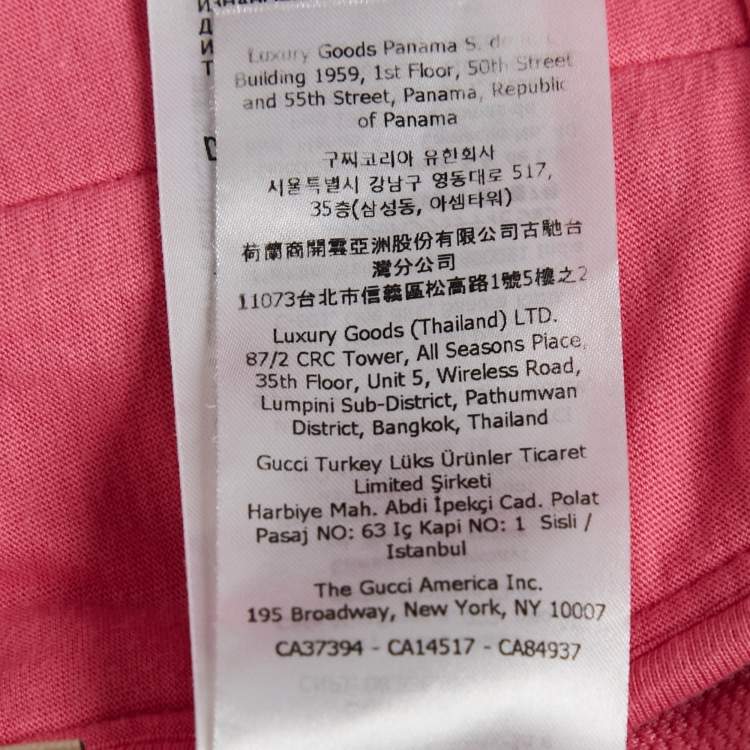 Luxury Goods Panama S. de
Building 1959, 1st Floor, 50th Street
and 55th Street, Panama, Republic
of Panama
구찌코리아 유한회사
서울특별시 강남구 영동대로 517,
35층(삼성동, 아셈타워)
荷蘭商開雲亞洲股份有限公司古馳台
灣分公司
11073台北市信義區松高路1號5樓之2
Luxury Goods (Thailand) LTD.
87/2 CRC Tower, All Seasons Place,
35th Floor, Unit 5, Wireless Road,
Lumpini Sub-District, Pathumwan
District, Bangkok, Thailand
Gucci Turkey Lüks Ürünler Ticaret
Limited Şirketi
Harbiye Mah. Abdi İpekçi Cad. Polat
Pasaj NO: 63 Iç Kapi NO: 1 Sisli /
Istanbul
The Gucci America Inc.
195 Broadway, New York, NY 10007
CA37394 - CA14517 - CA84937